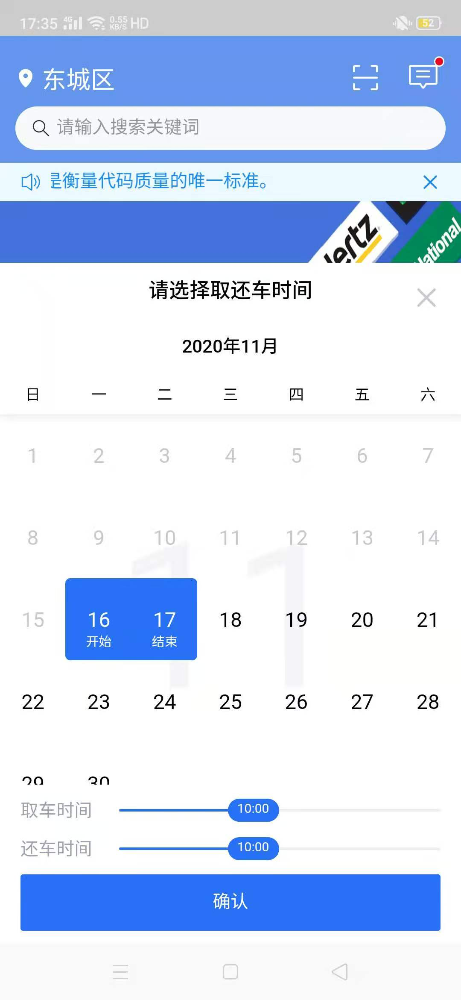 17:35 4G 0.55 KB/S HD 52
东城区
请输入搜索关键词
是衡量代码质量的唯一标准。
Hertz
National
请选择取还车时间
2020年11月
日 一 二 三 四 五 六
1 2 3 4 5 6 7
8 9 10 11 12 13 14
11
15 16 17 18 19 20 21
开始 结束
22 23 24 25 26 27 28
29 30
取车时间 10:00
还车时间 10:00
确认